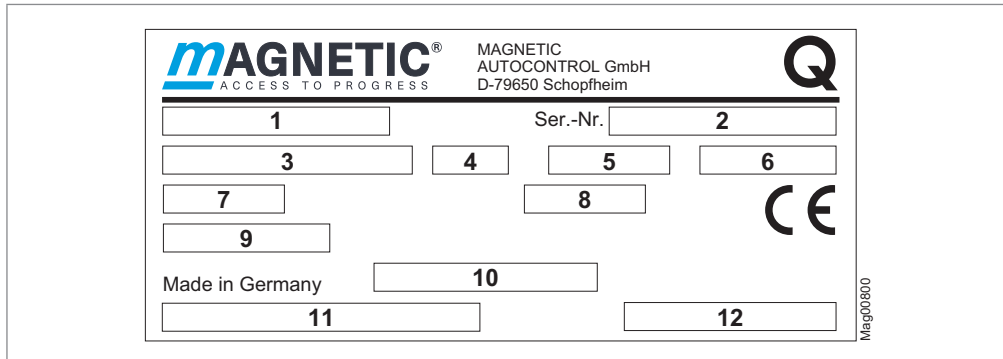 MAGNETIC®
ACCESS TO PROGRESS
MAGNETIC
AUTOCONTROL GmbH
D-79650 Schopfheim
Q
1
Ser.-Nr.
2
3
4
5
6
7
8
CE
9
10
Made in Germany
11
12
Mag00800